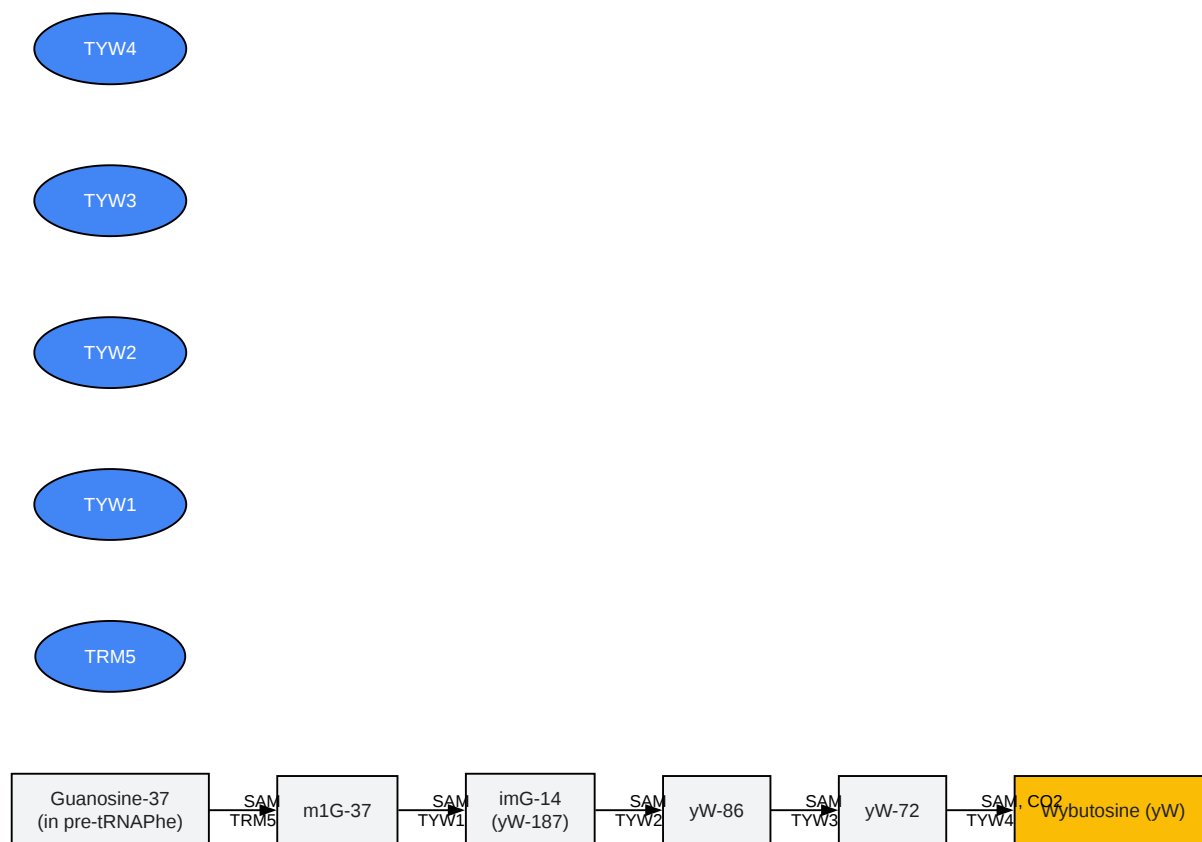 TYW4
TYW3
TYW2
TYW1
TRM5
Guanosine-37
(in pre-tRNAPhe)
SAM
TRM5
m1G-37
SAM
TYW1
imG-14
(yW-187)
SAM
TYW2
yW-86
SAM
TYW3
yW-72
SAM, CO2
TYW4
Wybutosine (yW)